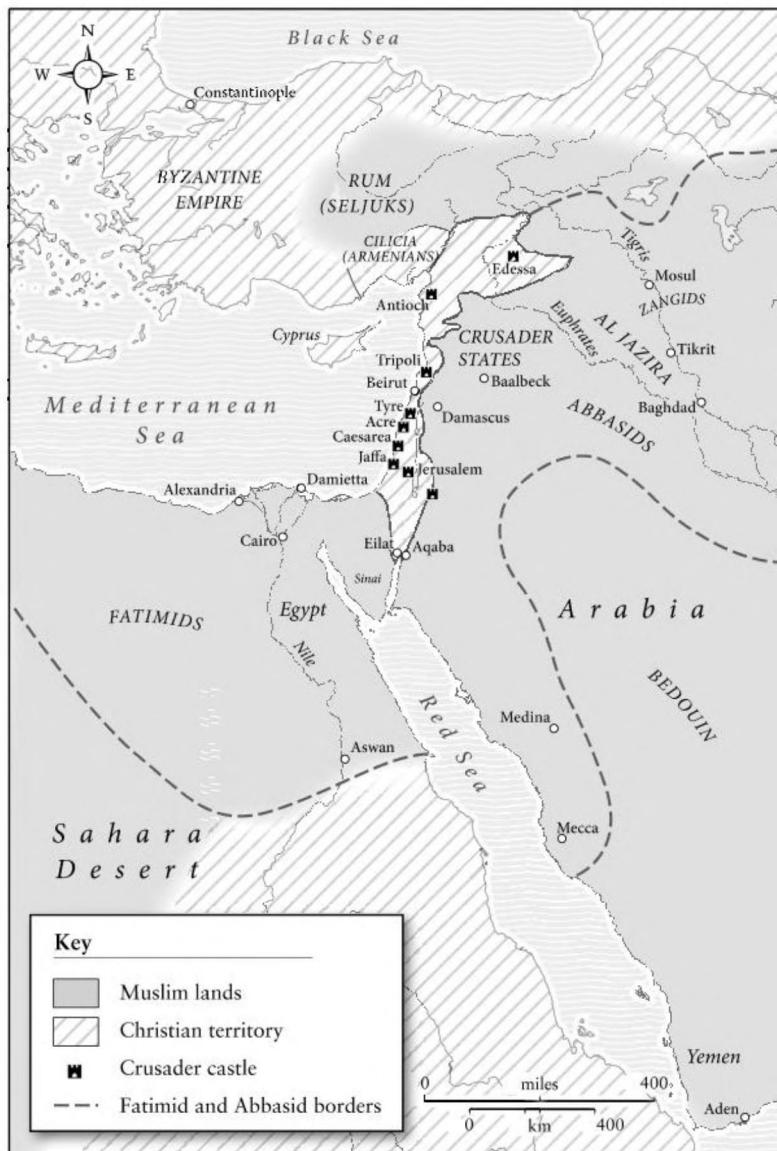 Black Sea
N
W
E
S
Constantinople
BYZANTINE
EMPIRE
RUM
(SELJUKS)
CILICIA
(ARMENIANS)
Edessa
Tigris
Mosul
ZANGIDS
Antioch
Cyprus
CRUSADER
STATES
Euphrates
AL JAZIRA
Tikrit
Tripoli
Beirut
Baalbeck
Baghdad
Mediterranean
Sea
Tyre
Damascus
ABBASIDS
Acre
Caesarea
Jaffa
Jerusalem
Alexandria
Damietta
Cairo
Eilat
Aqaba
Sinai
FATIMIDS
Egypt
Nile
Arabia
BEDOUIN
Red Sea
Medina
Aswan
Sahara
Desert
Mecca
Key
Muslim lands
Christian territory
Crusader castle
Fatimid and Abbasid borders
0 miles 400
0 km 400
Yemen
Aden